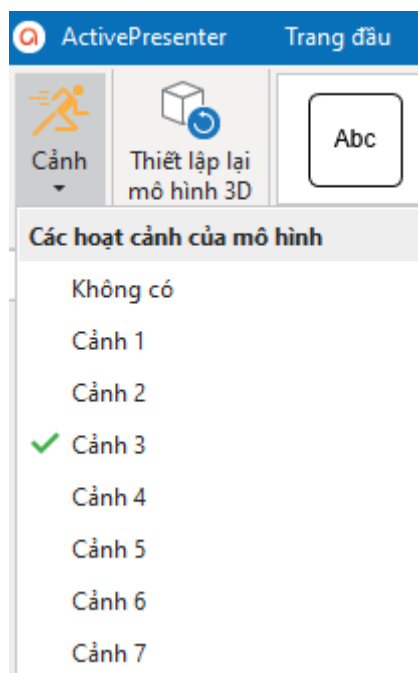 ActivePresenter Trang đầu
Cảnh
Thiết lập lại
mô hình 3D
Abc
Các hoạt cảnh của mô hình
Không có
Cảnh 1
Cảnh 2
Cảnh 3
Cảnh 4
Cảnh 5
Cảnh 6
Cảnh 7